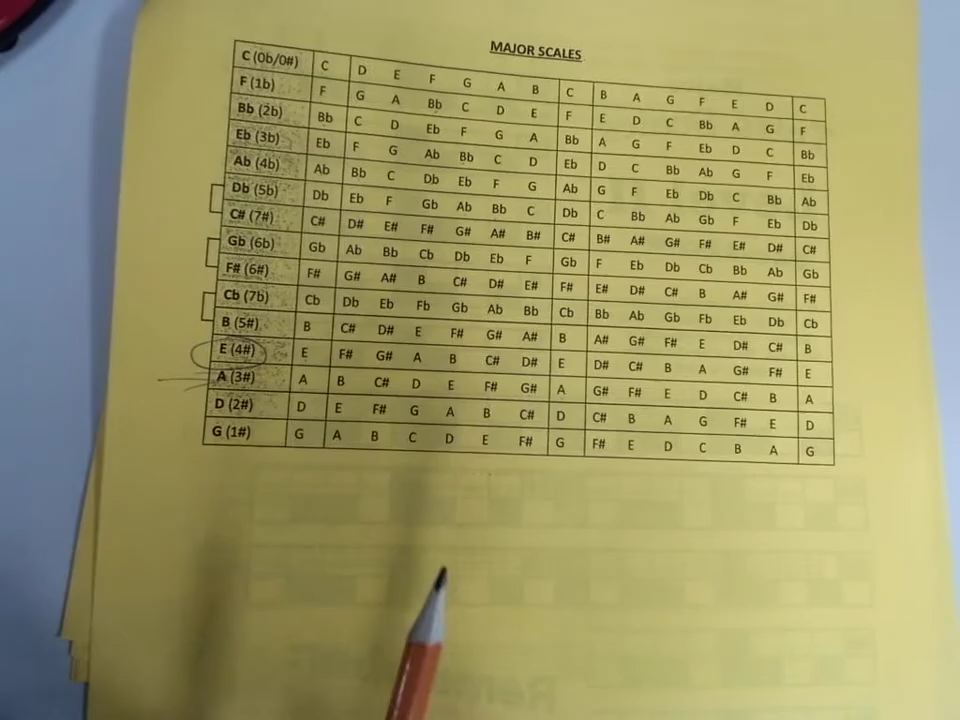 MAJOR SCALES
C (0b/0#) C D E F G A B C B A G F E D C
F (1b) F G A Bb C D E F E D C Bb A G F
Bb (2b) Bb C D Eb F G A Bb A G F Eb D C Bb
Eb (3b) Eb F G Ab Bb C D Eb D C Bb Ab G F Eb
Ab (4b) Ab Bb C Db Eb F G Ab G F Eb Db C Bb Ab
Db (5b) Db Eb F Gb Ab Bb C Db C Bb Ab Gb F Eb Db
C# (7#) C# D# E# F# G# A# B# C# B# A# G# F# E# D# C#
Gb (6b) Gb Ab Bb Cb Db Eb F Gb F Eb Db Cb Bb Ab Gb
F# (6#) F# G# A# B C# D# E# F# E# D# C# B A# G# F#
Cb (7b) Cb Db Eb Fb Gb Ab Bb Cb Bb Ab Gb Fb Eb Db Cb
B (5#) B C# D# E F# G# A# B A# G# F# E D# C# B
E (4#) E F# G# A B C# D# E D# C# B A G# F# E
A (3#) A B C# D E F# G# A G# F# E D C# B A
D (2#) D E F# G A B C# D C# B A G F# E D
G (1#) G A B C D E F# G F# E D C B A G